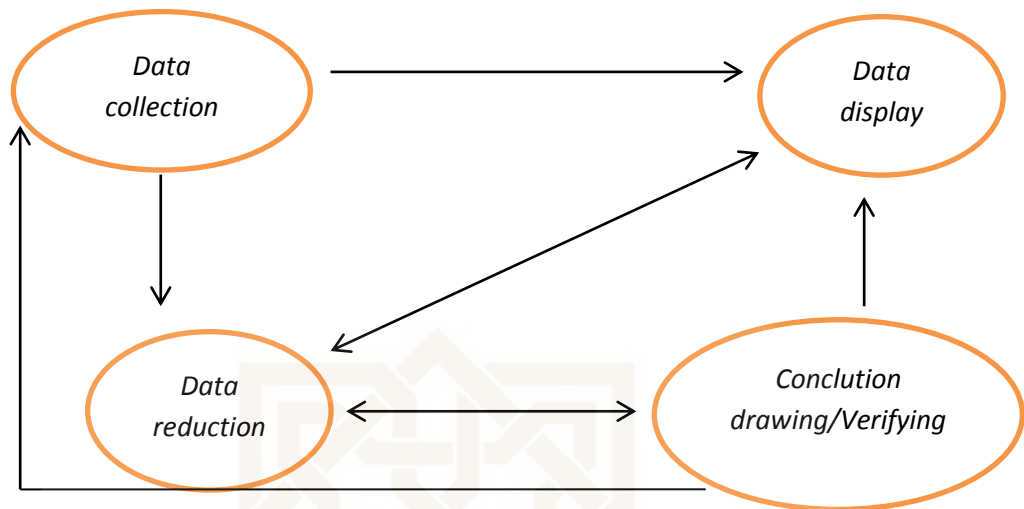 Data
collection
Data
display
Data
reduction
Conclution
drawing/Verifying